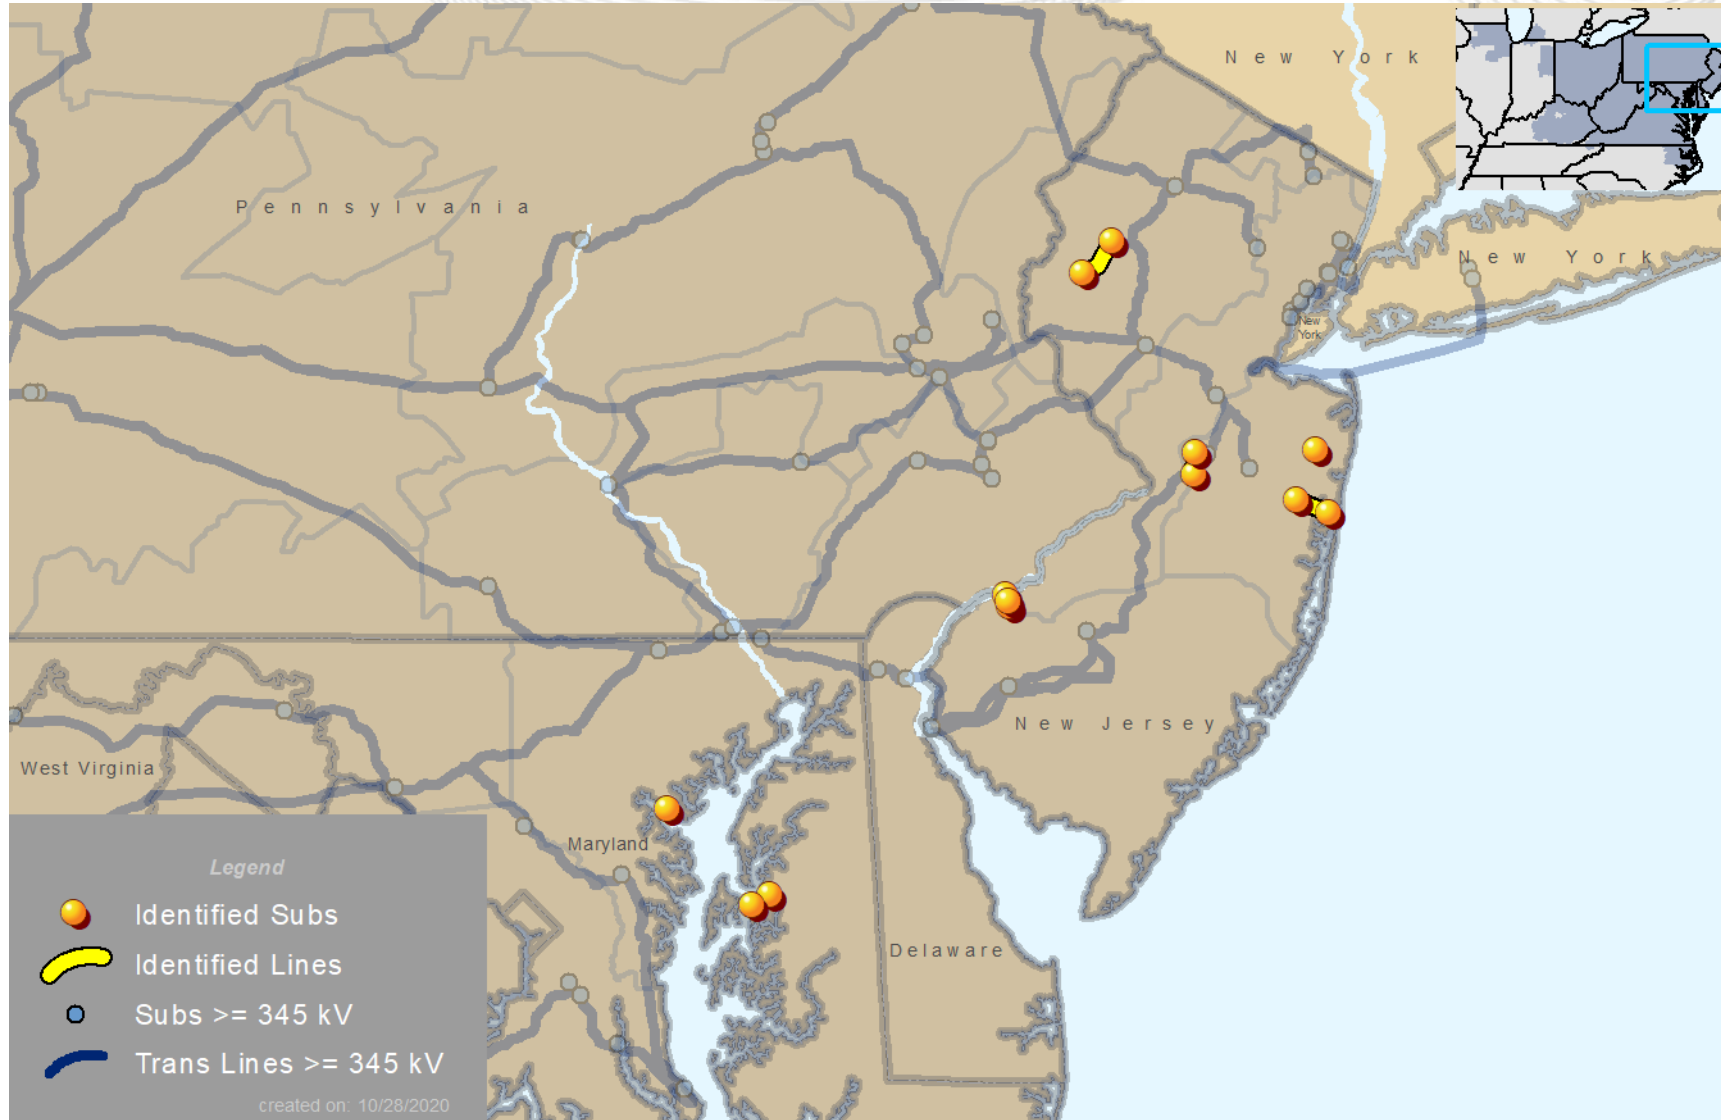 New York
Pennsylvania
New York
New
York
New Jersey
West Virginia
Maryland
Delaware
Legend
Identified Subs
Identified Lines
Subs >= 345 kV
Trans Lines >= 345 kV
created on: 10/28/2020